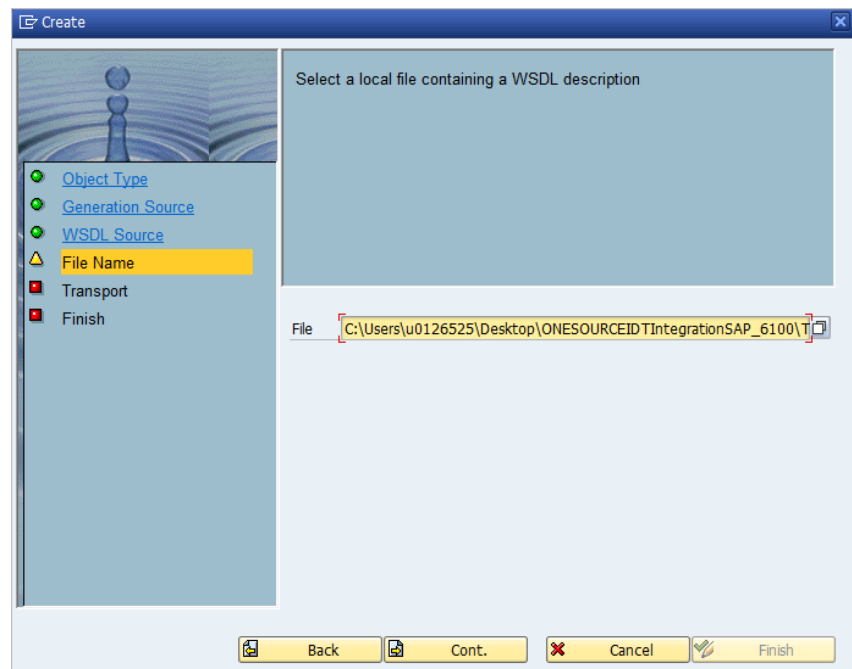 Create
Select a local file containing a WSDL description
Object Type
Generation Source
WSDL Source
File Name
Transport
Finish
File C:\Users\u0126525\Desktop\ONESOURCEIDTIntegrationSAP_6100\T
Back Cont. Cancel Finish